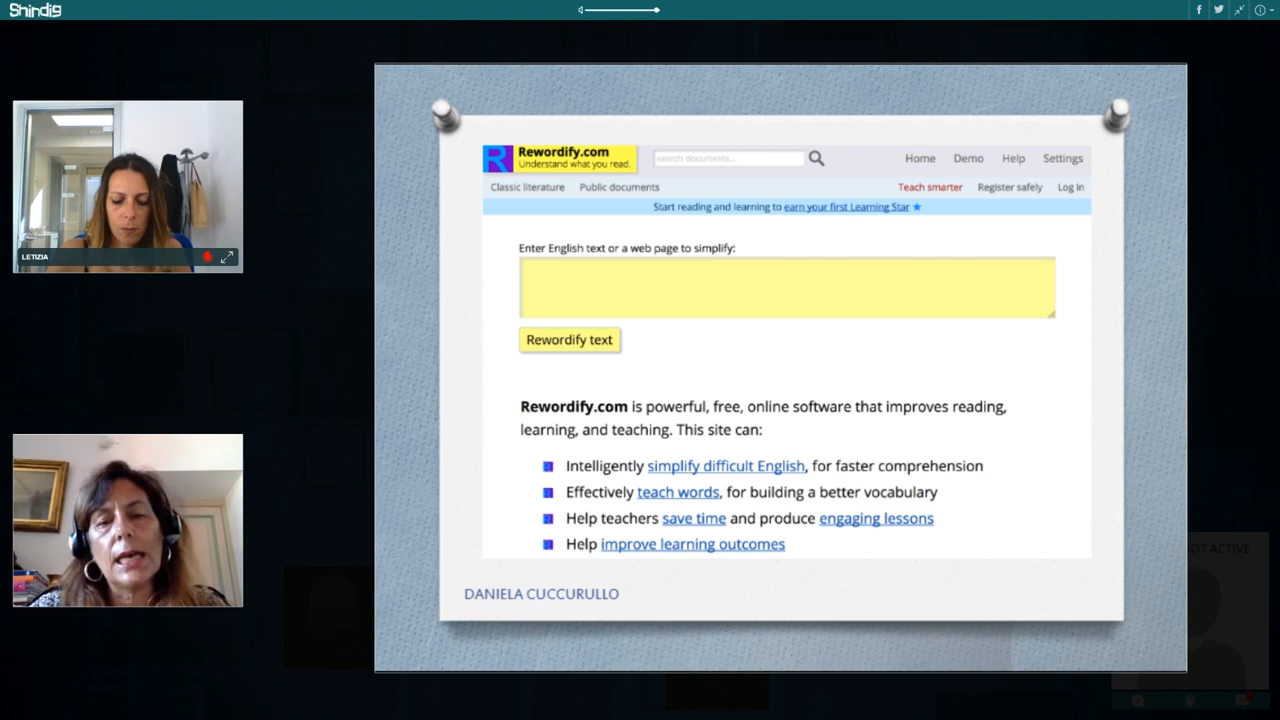 Shindig
LETIZIA
Rewordify.com
Understand what you read.
search documents...
Home Demo Help Settings
Classic literature Public documents
Teach smarter Register safely Log in
Start reading and learning to earn your first Learning Star
Enter English text or a web page to simplify:
Rewordify text
Rewordify.com is powerful, free, online software that improves reading,
learning, and teaching. This site can:
Intelligently simplify difficult English, for faster comprehension
Effectively teach words, for building a better vocabulary
Help teachers save time and produce engaging lessons
Help improve learning outcomes
DANIELA CUCCURULLO
OT ACTIVE